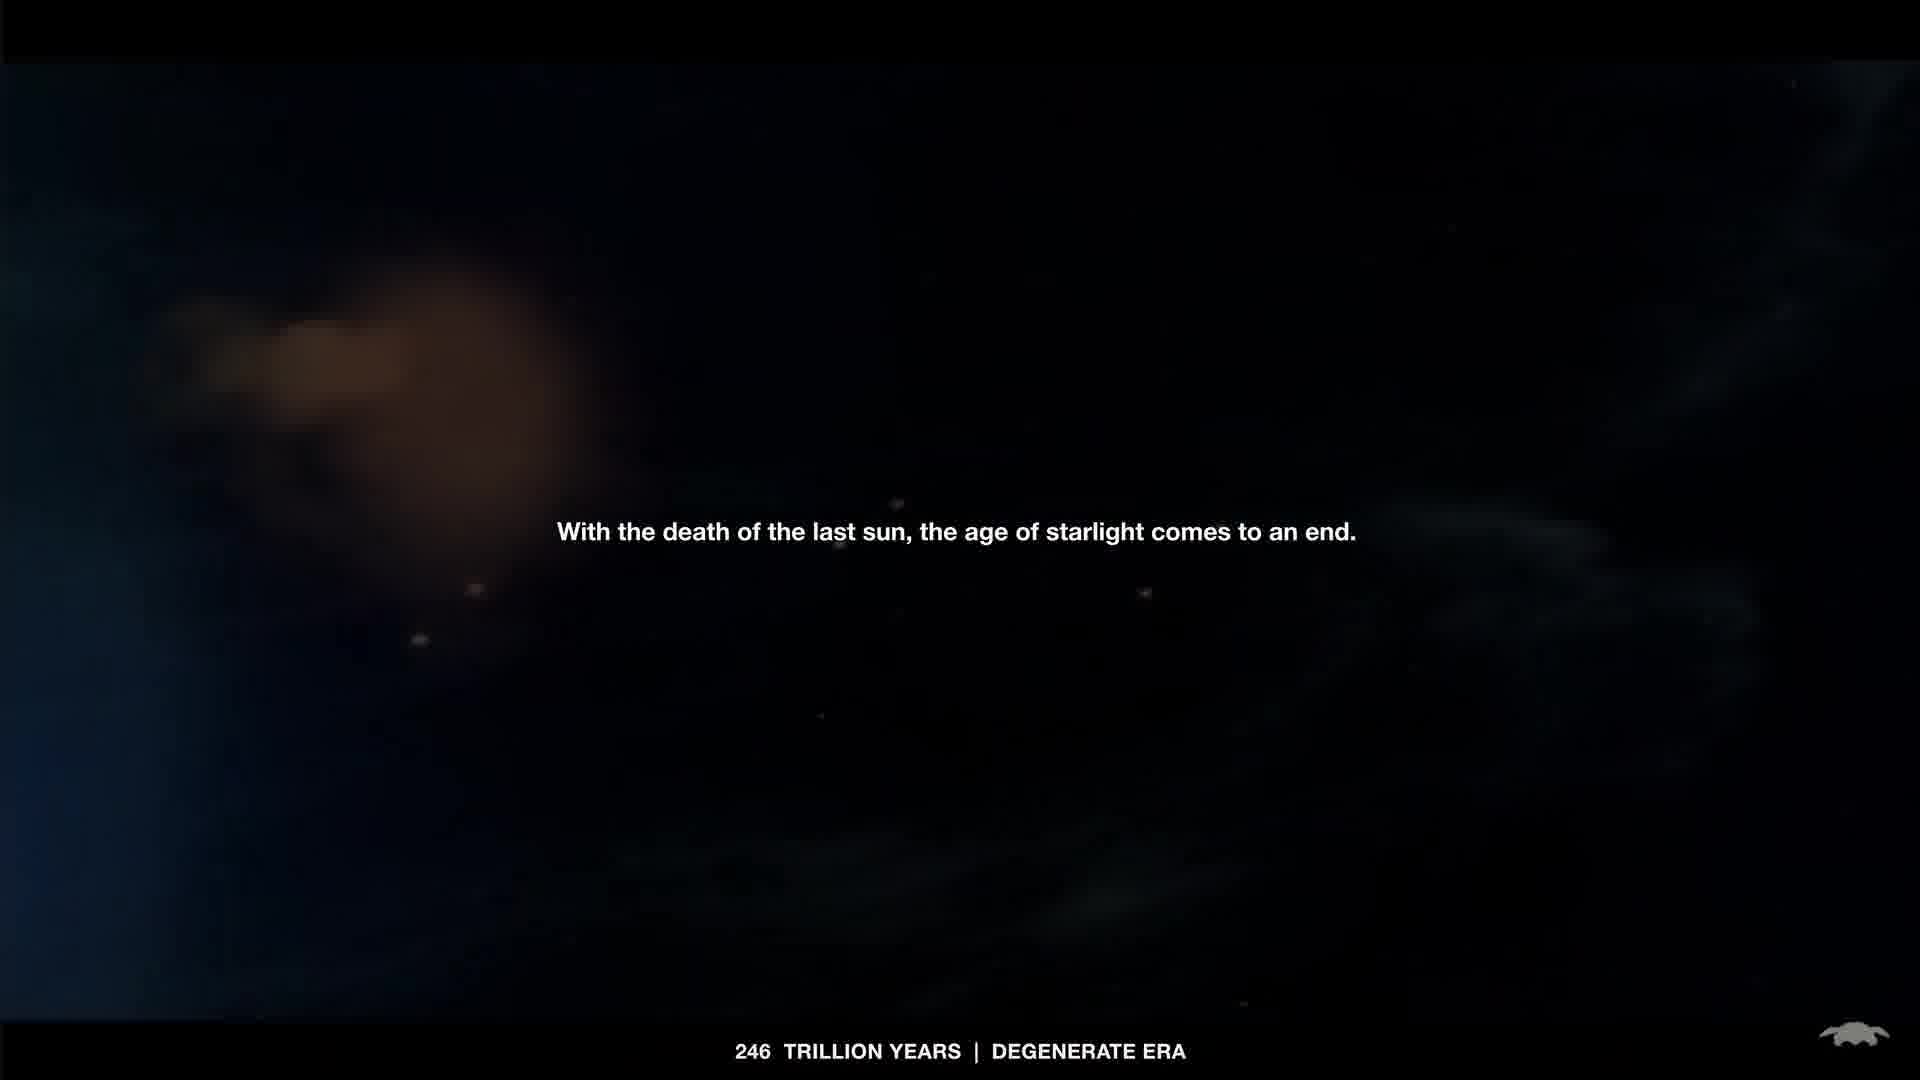 With the death of the last sun, the age of starlight comes to an end.
246 TRILLION YEARS | DEGENERATE ERA